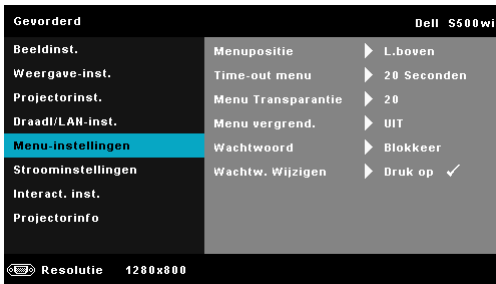 Gevorderd Dell S500wi
Beeldinst.
Weergave-inst.
Projectorinst.
Draadl/LAN-inst.
Menu-instellingen
Stroominstellingen
Interact. inst.
Projectorinfo
Menupositie L.boven
Time-out menu 20 Seconden
Menu Transparantie 20
Menu vergrend. UIT
Wachtwoord Blokkeer
Wachtw. Wijzigen Druk op ✓
Resolutie 1280x800